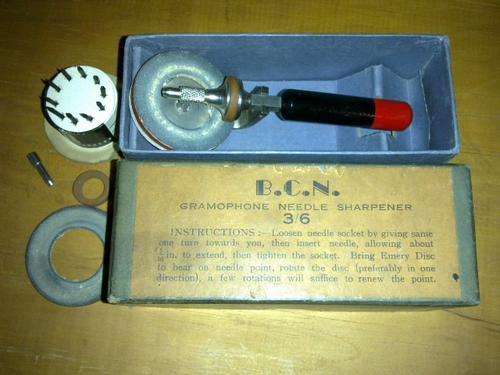 B.C.N.
GRAMOPHONE NEEDLE SHARPENER
3/6
INSTRUCTIONS :—Loosen needle socket by giving same
one turn towards you, then insert needle, allowing about
in. to extend, then tighten the socket. Bring Emery Disc
to bear on needle point, rotate the disc (preferably in one
direction), a few rotations will suffice to renew the point.